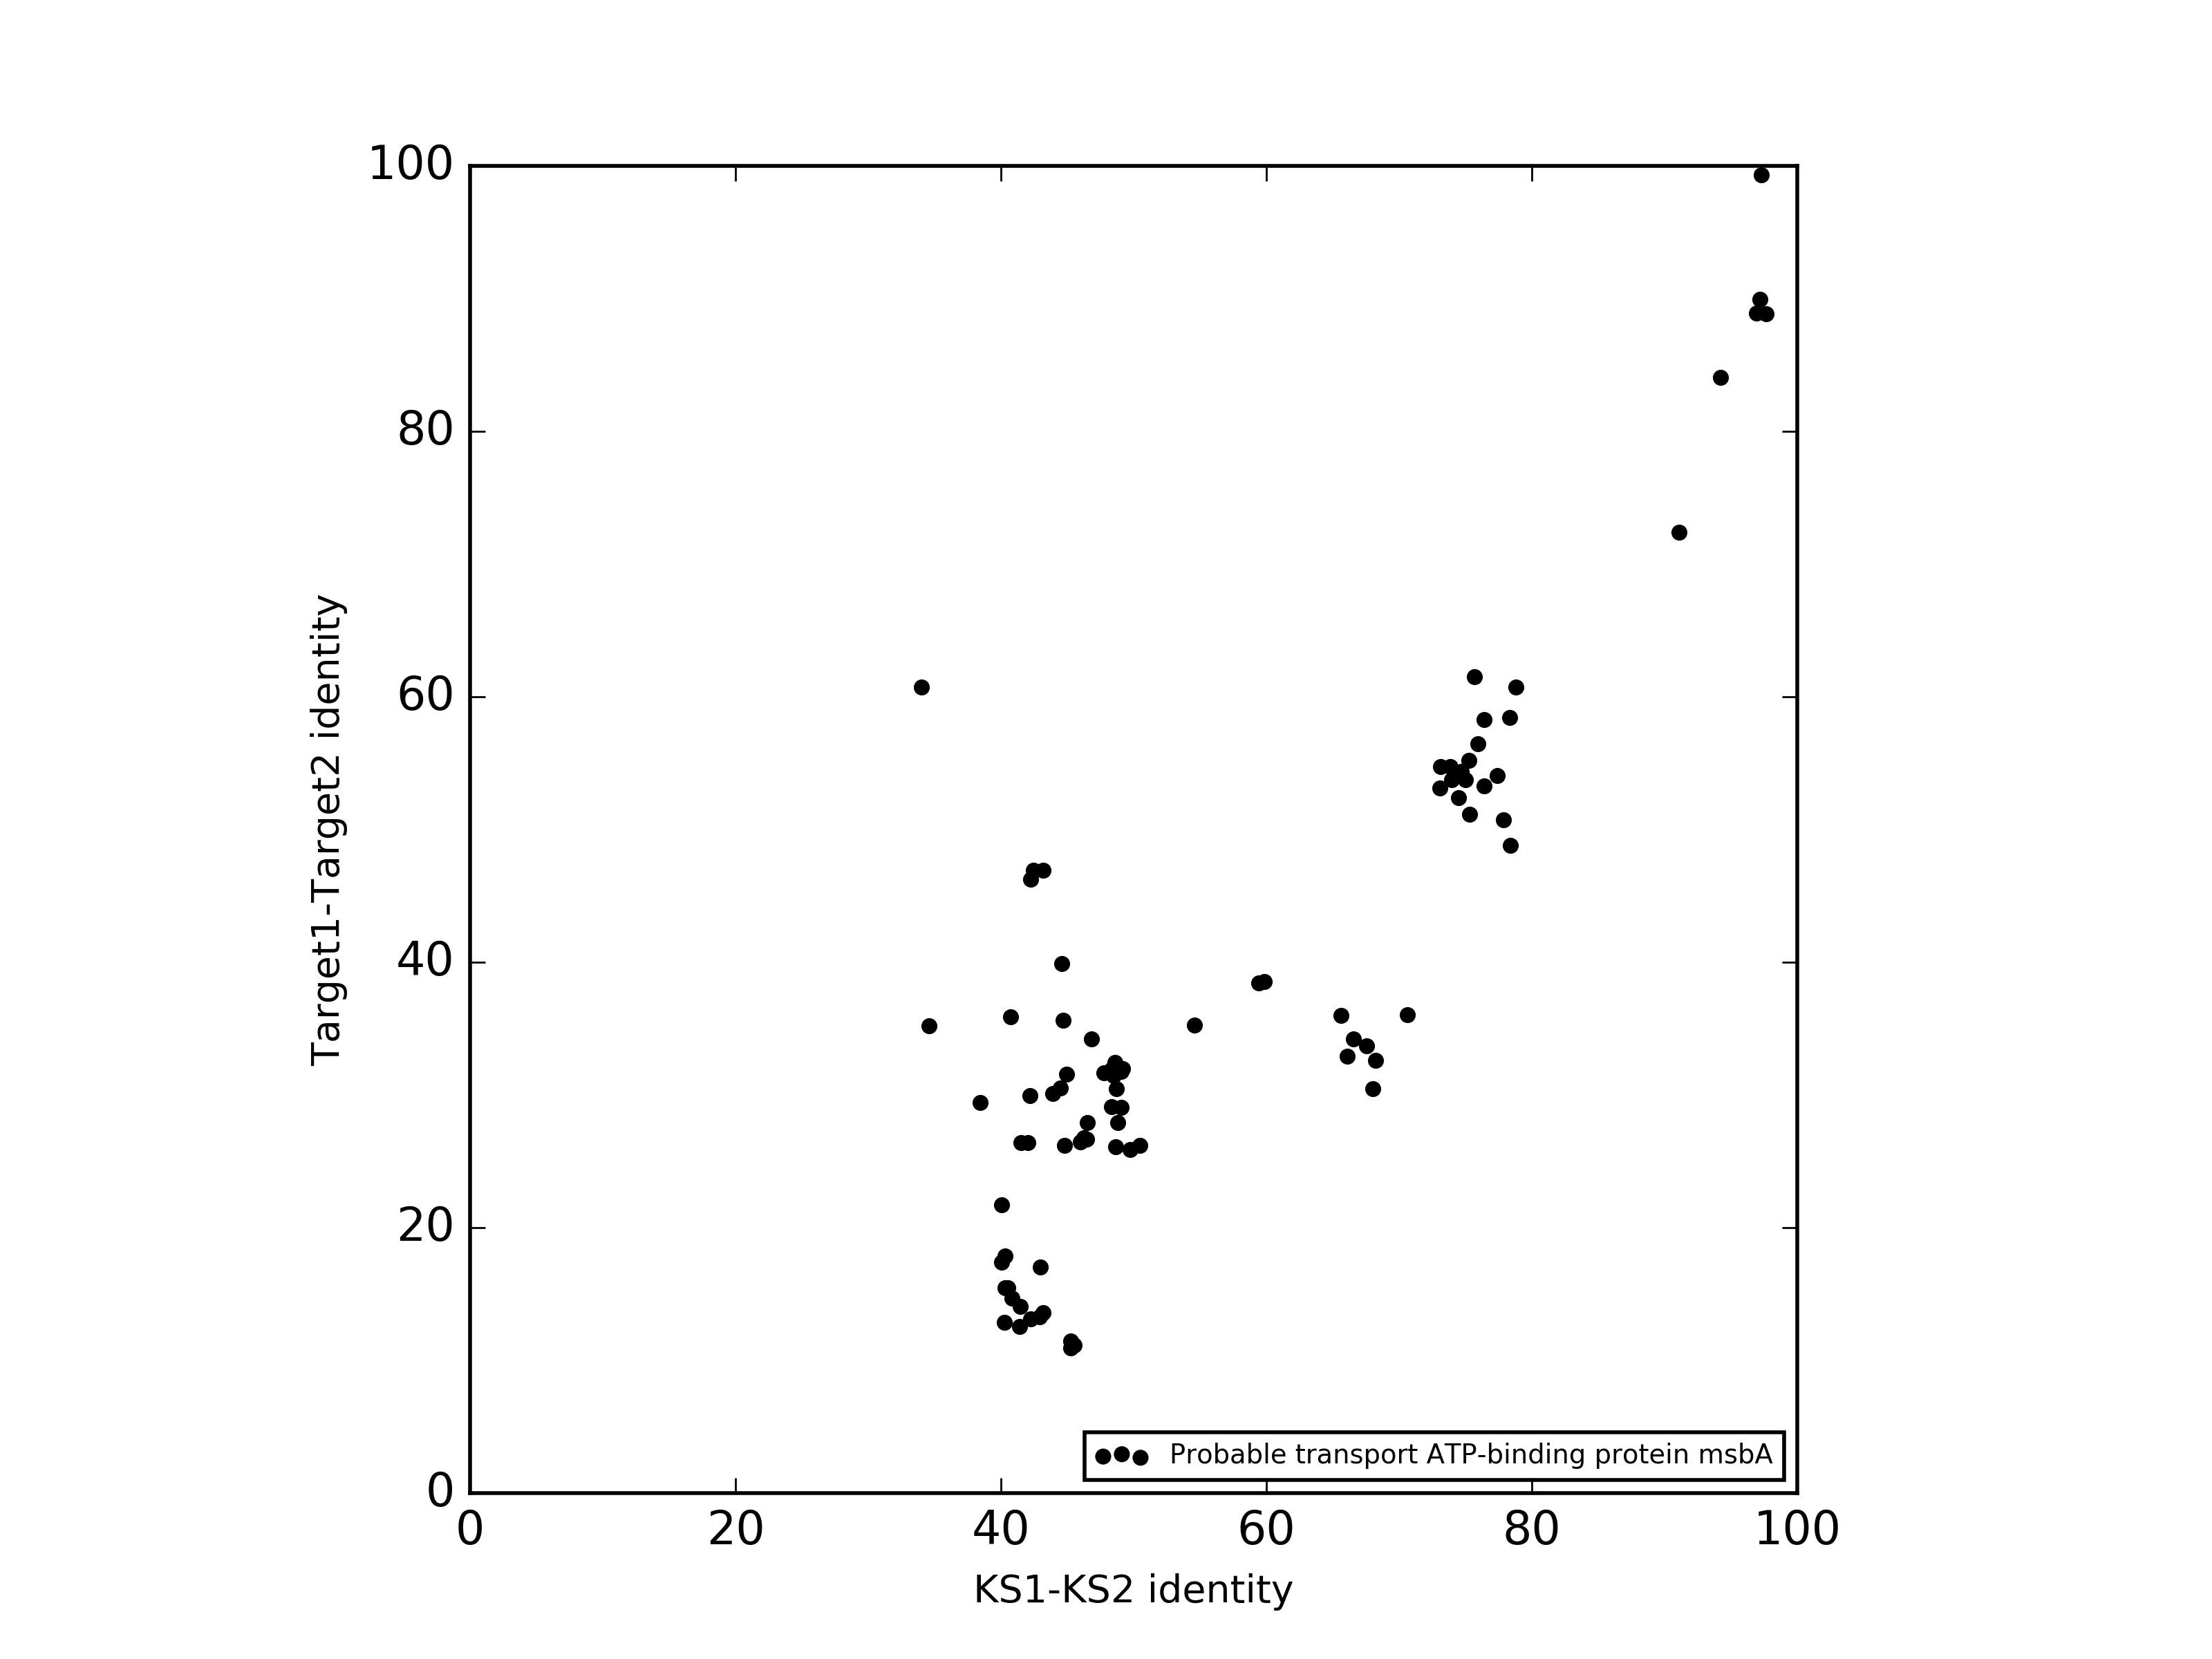 100
80
60
40
20
0
Target1-Target2 identity
Probable transport ATP-binding protein msbA
0 20 40 60 80 100
KS1-KS2 identity